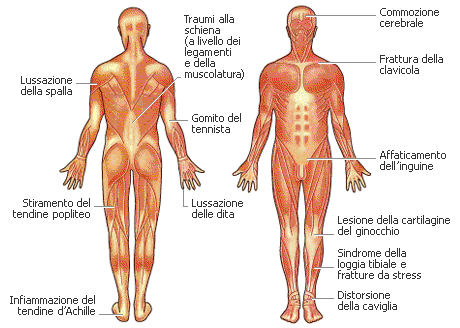 Traumi alla
schiena
(a livello dei
legamenti
e della
muscolatura)
Lussazione
della spalla
Gomito del
tennista
Stiramento del
tendine popliteo
Lussazione
delle dita
Infiammazione del
tendine d'Achille
Commozione
cerebrale
Frattura della
clavicola
Affaticamento
dell'inguine
Lesione della cartilagine
del ginocchio
Sindrome della
loggia tibiale e
fratture da stress
Distorsione
della caviglia